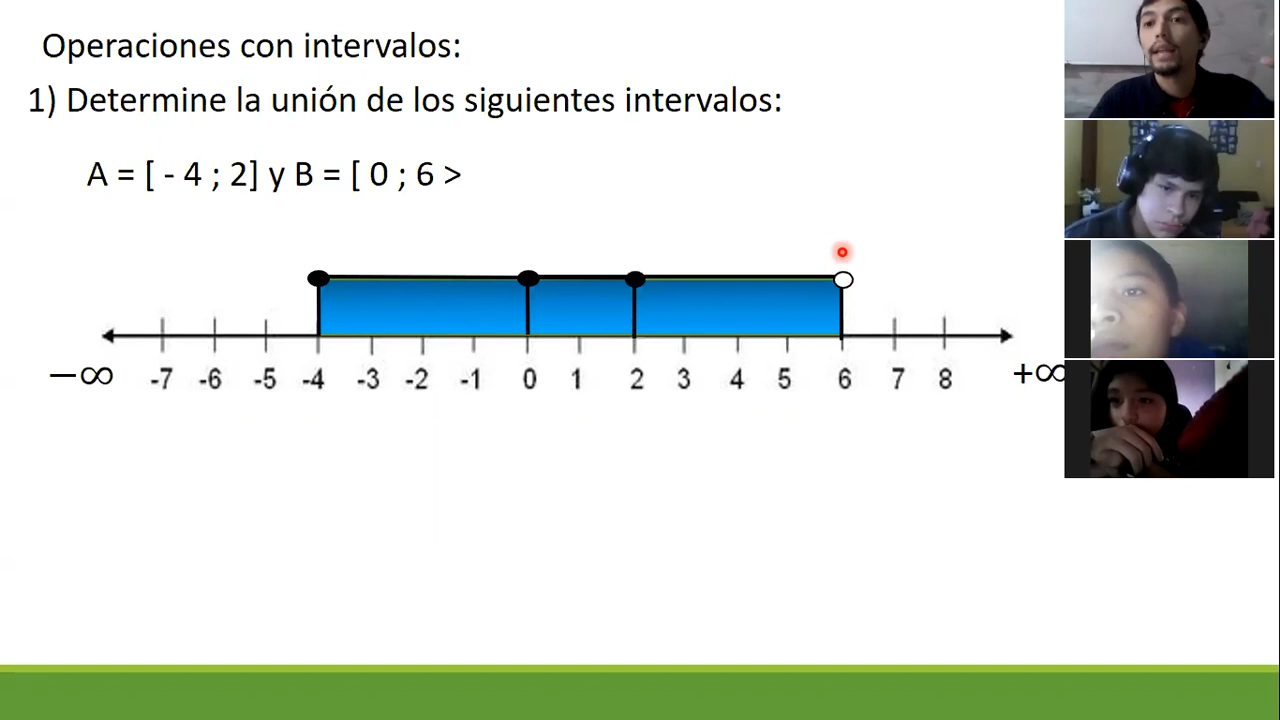 Operaciones con intervalos:
1) Determine la unión de los siguientes intervalos:
A = [ - 4 ; 2] y B = [ 0 ; 6 >
−∞ -7 -6 -5 -4 -3 -2 -1 0 1 2 3 4 5 6 7 8 +∞